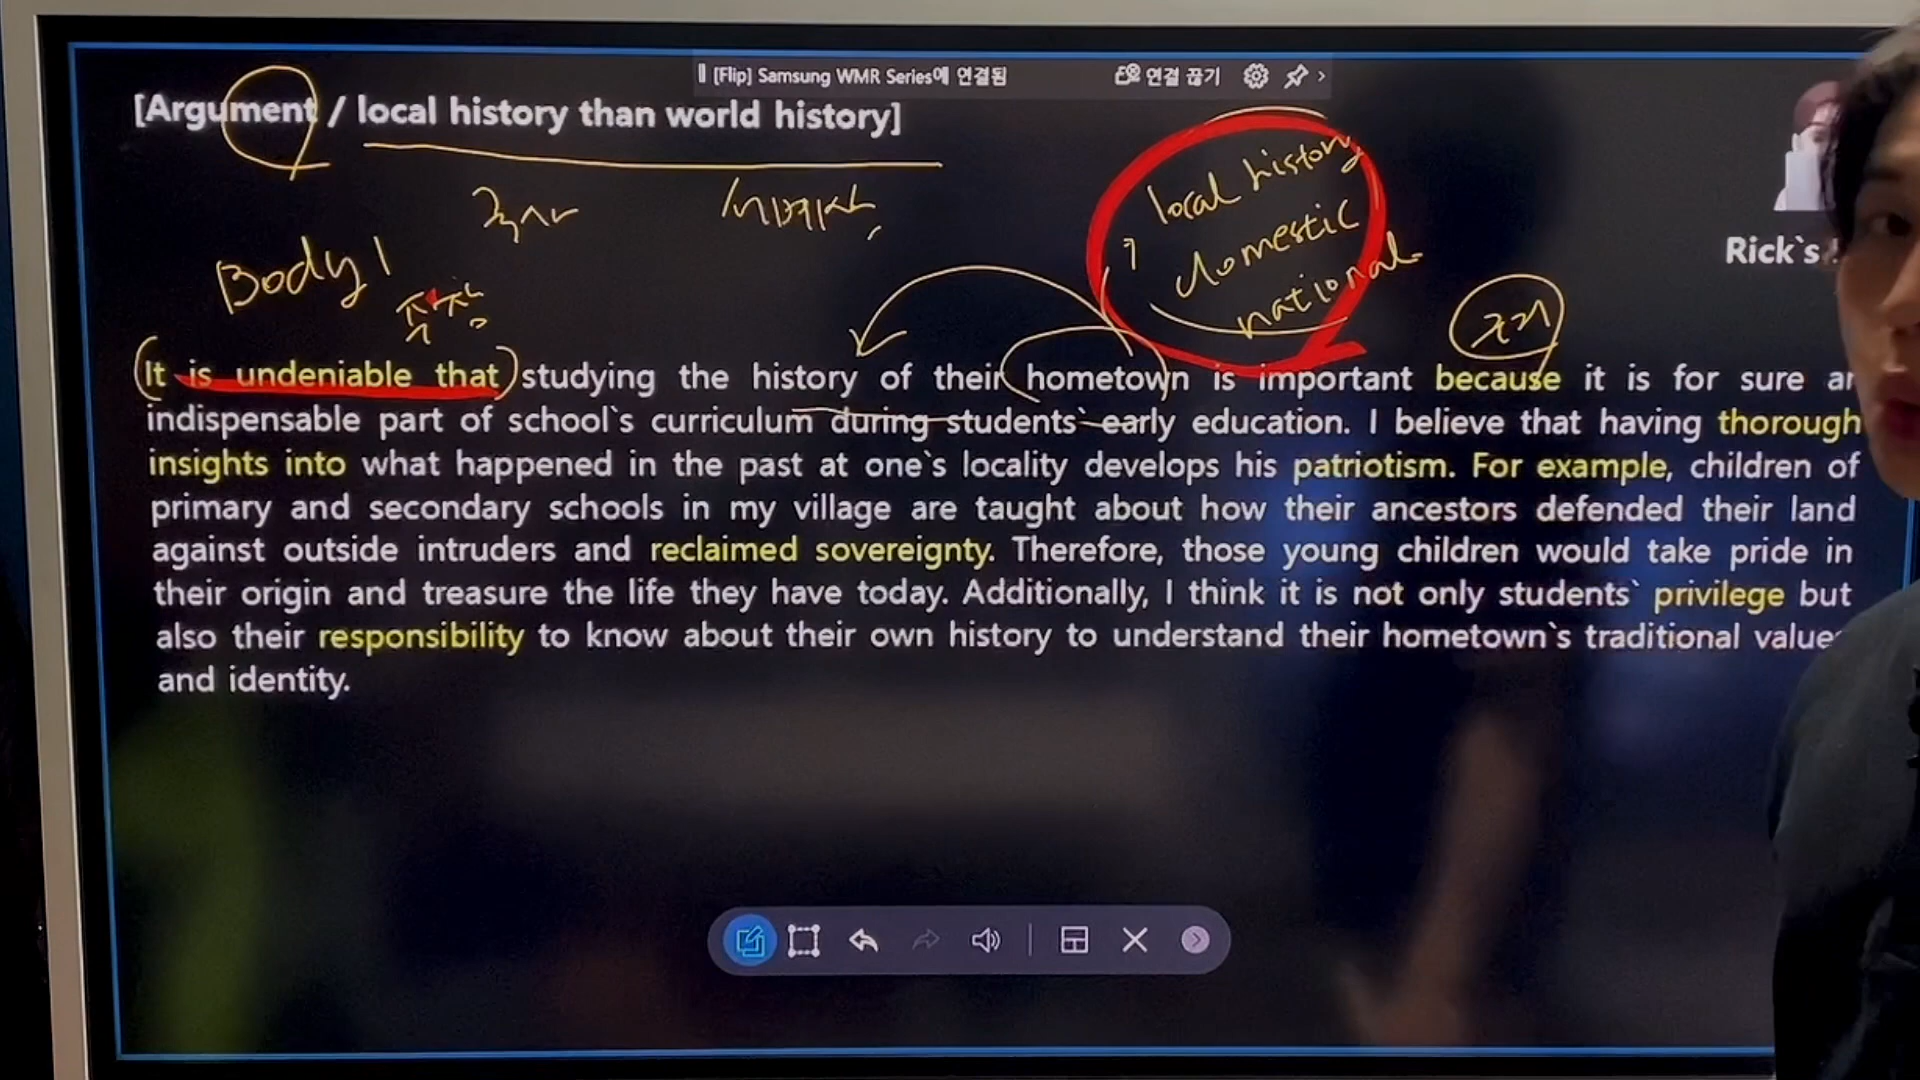 [Flip] Samsung WMR Series에 연결됨 연결 끊기
[Argument / local history than world history]
국사 세계사
local history
domestic
national
Rick`s
Body 1
주장
근거
It is undeniable that studying the history of their hometown is important because it is for sure an
indispensable part of school`s curriculum during students` early education. I believe that having thorough
insights into what happened in the past at one`s locality develops his patriotism. For example, children of
primary and secondary schools in my village are taught about how their ancestors defended their land
against outside intruders and reclaimed sovereignty. Therefore, those young children would take pride in
their origin and treasure the life they have today. Additionally, I think it is not only students` privilege but
also their responsibility to know about their own history to understand their hometown`s traditional values
and identity.